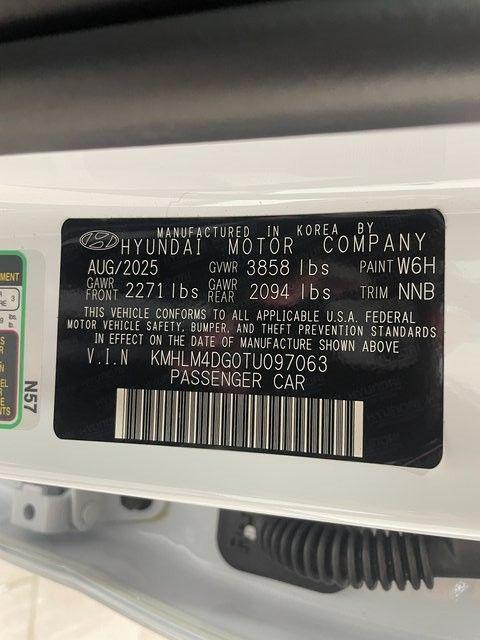 MANUFACTURED IN KOREA BY
HYUNDAI MOTOR COMPANY
AUG/2025 GVWR 3858 lbs PAINT W6H
GAWR FRONT 2271 lbs GAWR REAR 2094 lbs TRIM NNB
THIS VEHICLE CONFORMS TO ALL APPLICABLE U.S.A. FEDERAL
MOTOR VEHICLE SAFETY, BUMPER, AND THEFT PREVENTION STANDARDS
IN EFFECT ON THE DATE OF MANUFACTURE SHOWN ABOVE
V.I.N KMHLM4DG0TU097063
PASSENGER CAR
N57